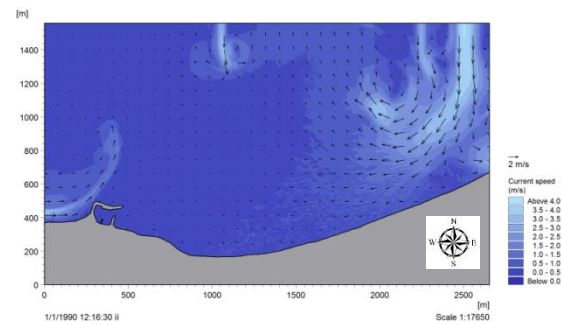 [m]
1400
1200
1000
800
600
400
200
0
0 500 1000 1500 2000 2500
[m]
1/1/1990 12:16:30 ii
Scale 1:17650
N
W E
S
2 m/s
Current speed
(m/s)
Above 4.0
3.5 - 4.0
3.0 - 3.5
2.5 - 3.0
2.0 - 2.5
1.5 - 2.0
1.0 - 1.5
0.5 - 1.0
0.0 - 0.5
Below 0.0